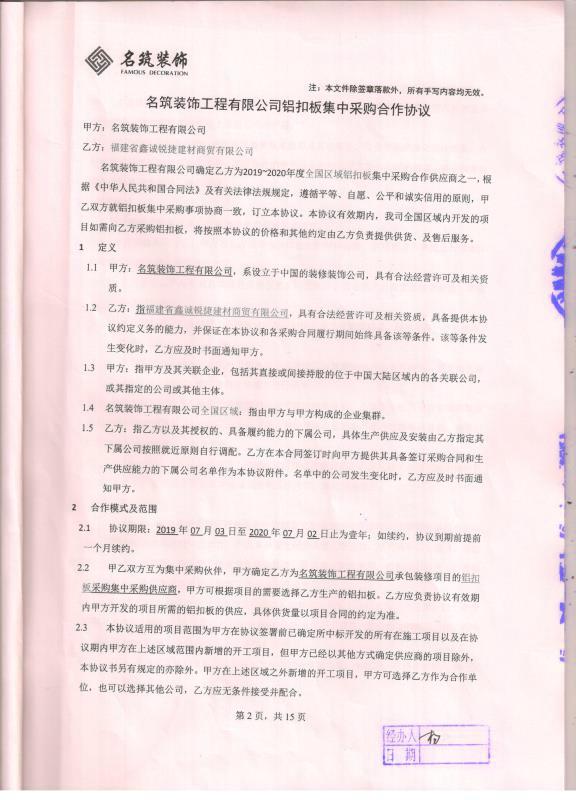 名筑装饰
FAMOUS DECORATION
注：本文件除签章落款外，所有手写内容均无效。
名筑装饰工程有限公司铝扣板集中采购合作协议
甲方：名筑装饰工程有限公司
乙方：福建省鑫诚锐捷建材商贸有限公司
名筑装饰工程有限公司确定乙方为2019~2020年度全国区域铝扣板集中采购合作供应商之一，根
据《中华人民共和国合同法》及有关法律法规规定，遵循平等、自愿、公平和诚实信用的原则，甲
乙双方就铝扣板集中采购事项协商一致，订立本协议。本协议有效期内，我司全国区域内开发的项
目如需向乙方采购铝扣板，将按照本协议的价格和其他约定由乙方负责提供供货、及售后服务。
1 定义
1.1 甲方：名筑装饰工程有限公司，系设立于中国的装修装饰公司，具有合法经营许可及相关资
质。
1.2 乙方：指福建省鑫诚锐捷建材商贸有限公司，具有合法经营许可及相关资质，具备提供本协
议约定义务的能力，并保证在本协议和各采购合同履行期间始终具备该等条件。该等条件发
生变化时，乙方应及时书面通知甲方。
1.3 甲方：指甲方及其关联企业，包括其直接或间接持股的位于中国大陆区域内的各关联公司，
或其指定的公司或其他主体。
1.4 名筑装饰工程有限公司全国区域：指由甲方与甲方构成的企业集群。
1.5 乙方：指乙方以及其授权的、具备履约能力的下属公司，具体生产供应及安装由乙方指定其
下属公司按照就近原则自行调配。乙方在本合同签订时向甲方提供其具备签订采购合同和生
产供应能力的下属公司名单作为本协议附件。名单中的公司发生变化时，乙方应及时书面通
知甲方。
2 合作模式及范围
2.1 协议期限：2019 年 07 月 03 日至 2020 年 07 月 02 日止为壹年；如续约，协议到期前提前
一个月续约。
2.2 甲乙双方互为集中采购伙伴，甲方确定乙方为名筑装饰工程有限公司承包装修项目的铝扣
板采购集中采购供应商，甲方可根据项目的需要选择乙方生产的铝扣板。乙方应负责协议有效期
内甲方开发的项目所需的铝扣板的供应，具体供货量以项目合同的约定为准。
2.3 本协议适用的项目范围为甲方在协议签署前已确定所中标开发的所有在施工项目以及在协
议期内甲方在上述区域范围内新增的开工项目，但甲方已经以其他方式确定供应商的项目除外，
本协议书另有规定的亦除外。甲方在上述区域之外新增的开工项目，甲方可选择乙方作为合作单
位，也可以选择其他公司，乙方应无条件接受并配合。
第 2 页，共 15 页
经办人
日 期